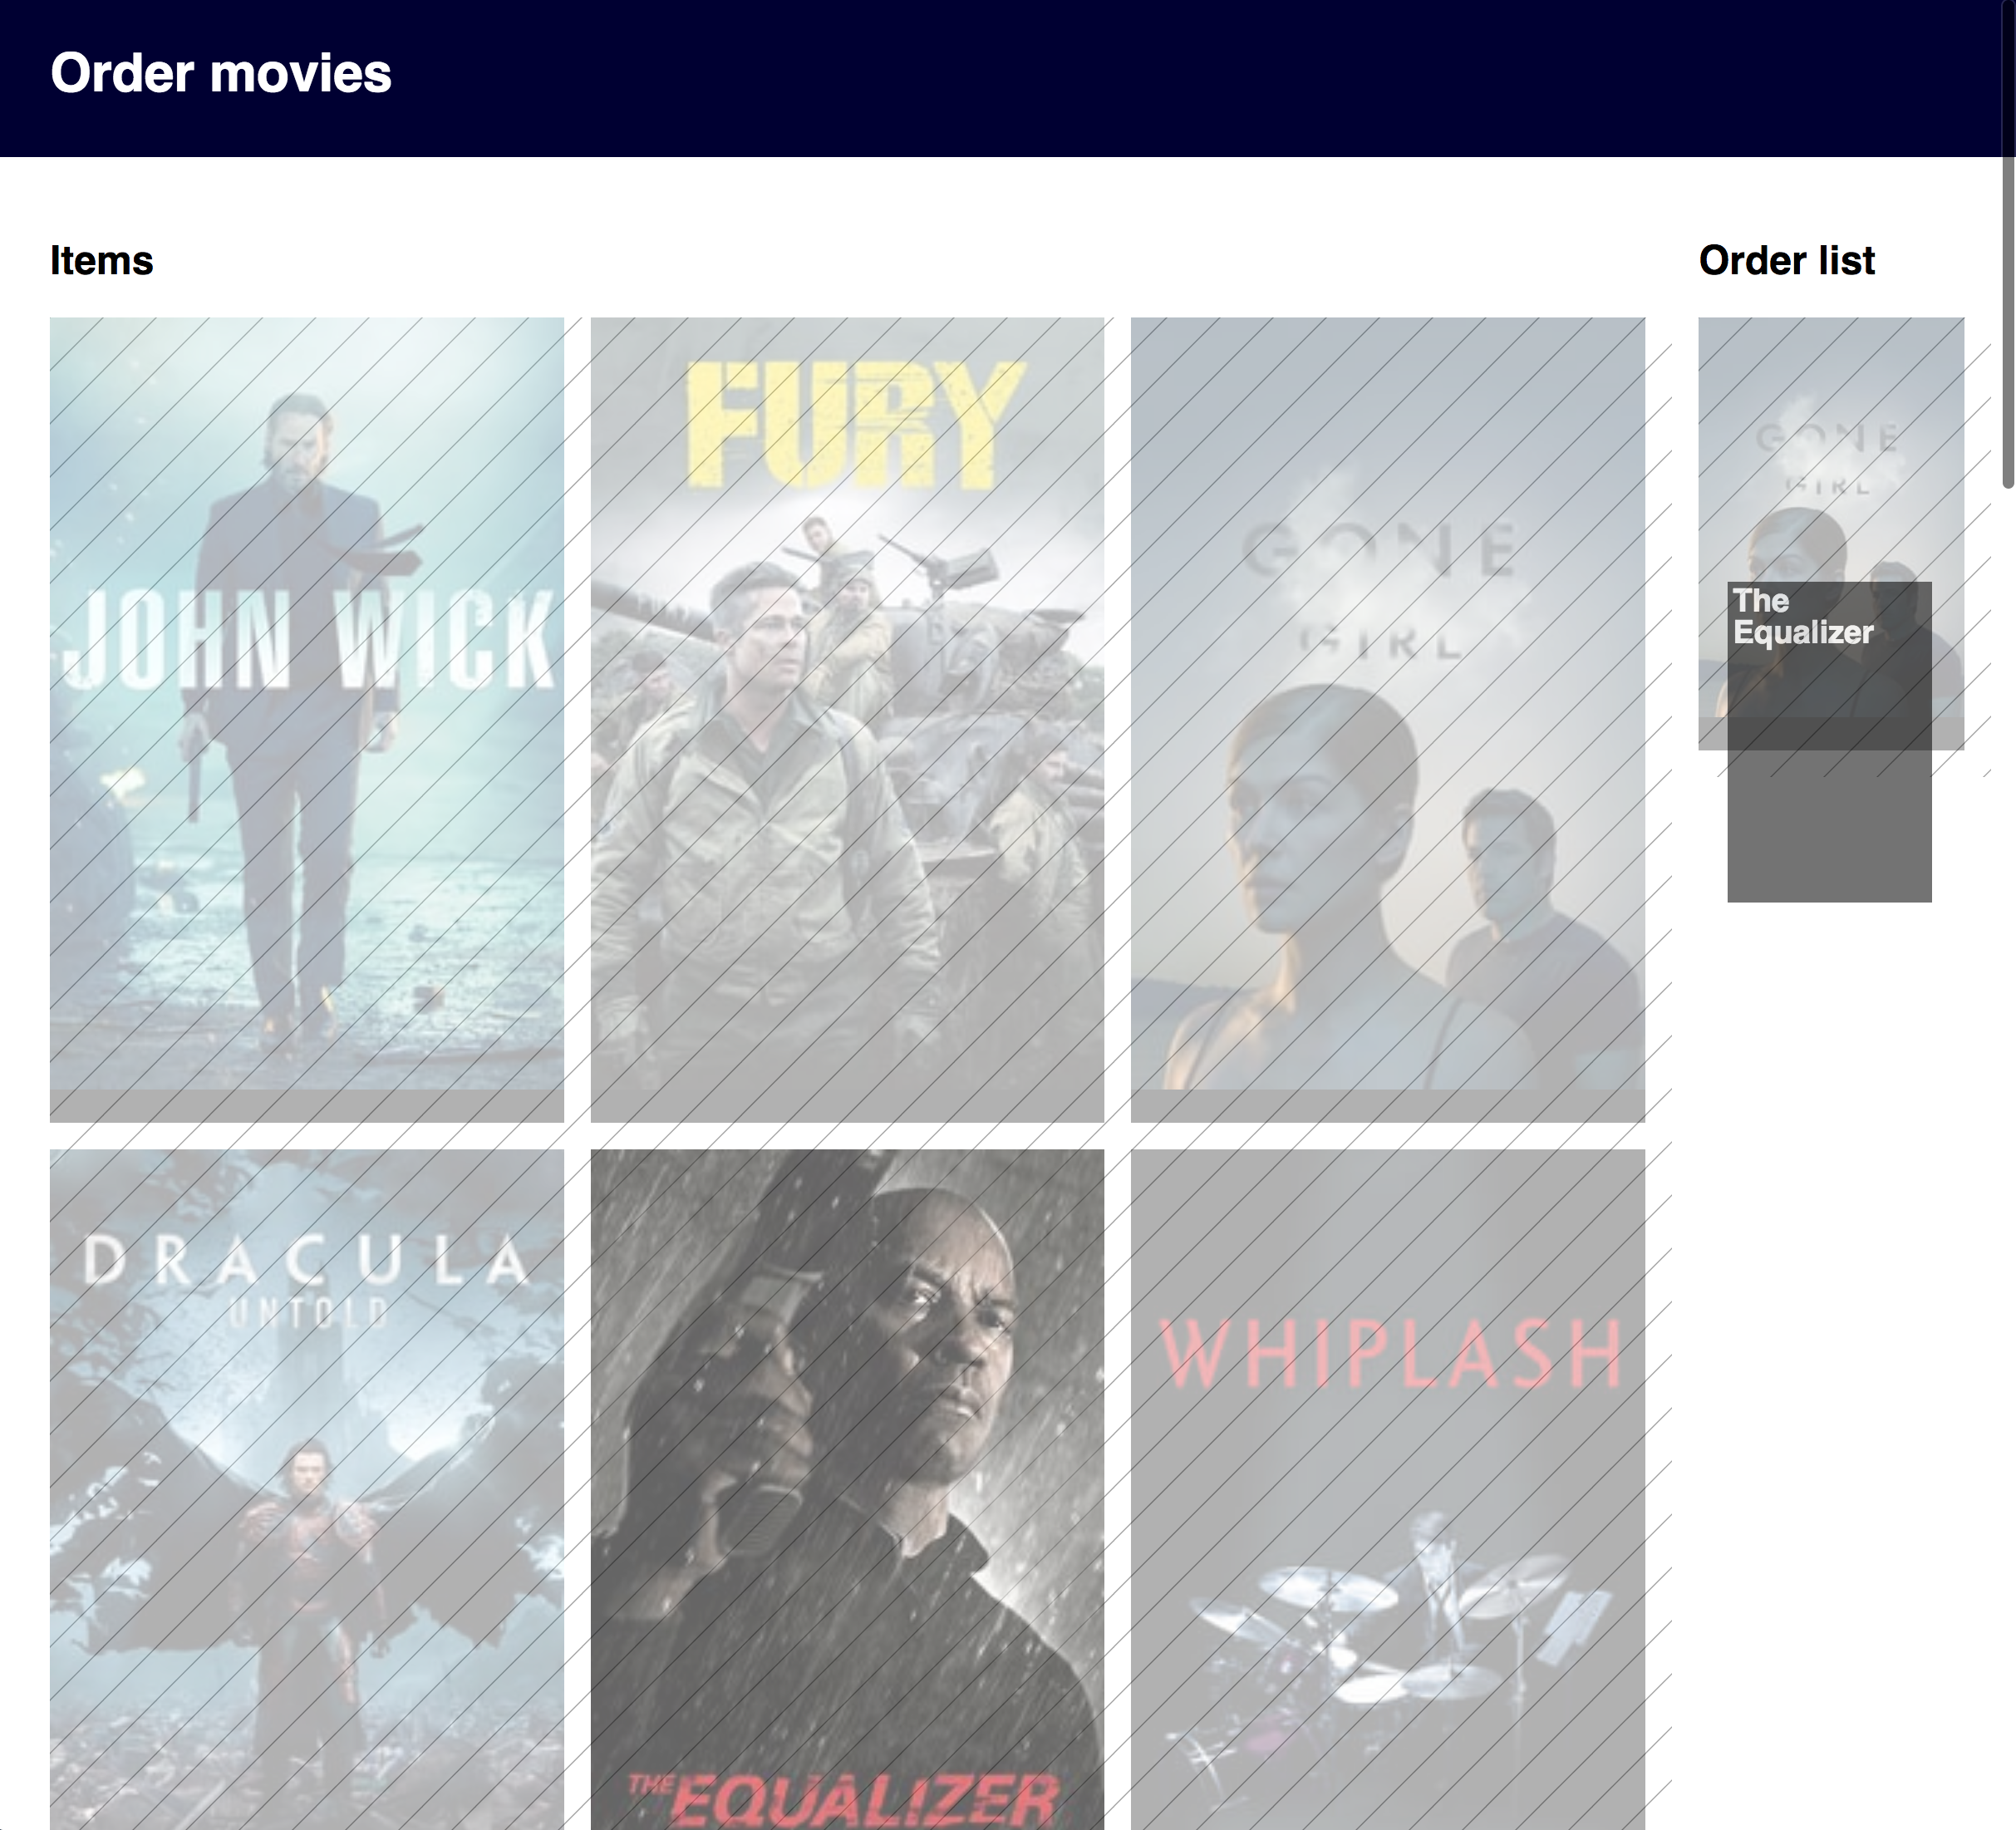 Order movies
Items
Order list
JOHN WICK
FURY
GONE
GIRL
GONE
GIRL
The
Equalizer
DRACULA
UNTOLD
THE EQUALIZER
WHIPLASH